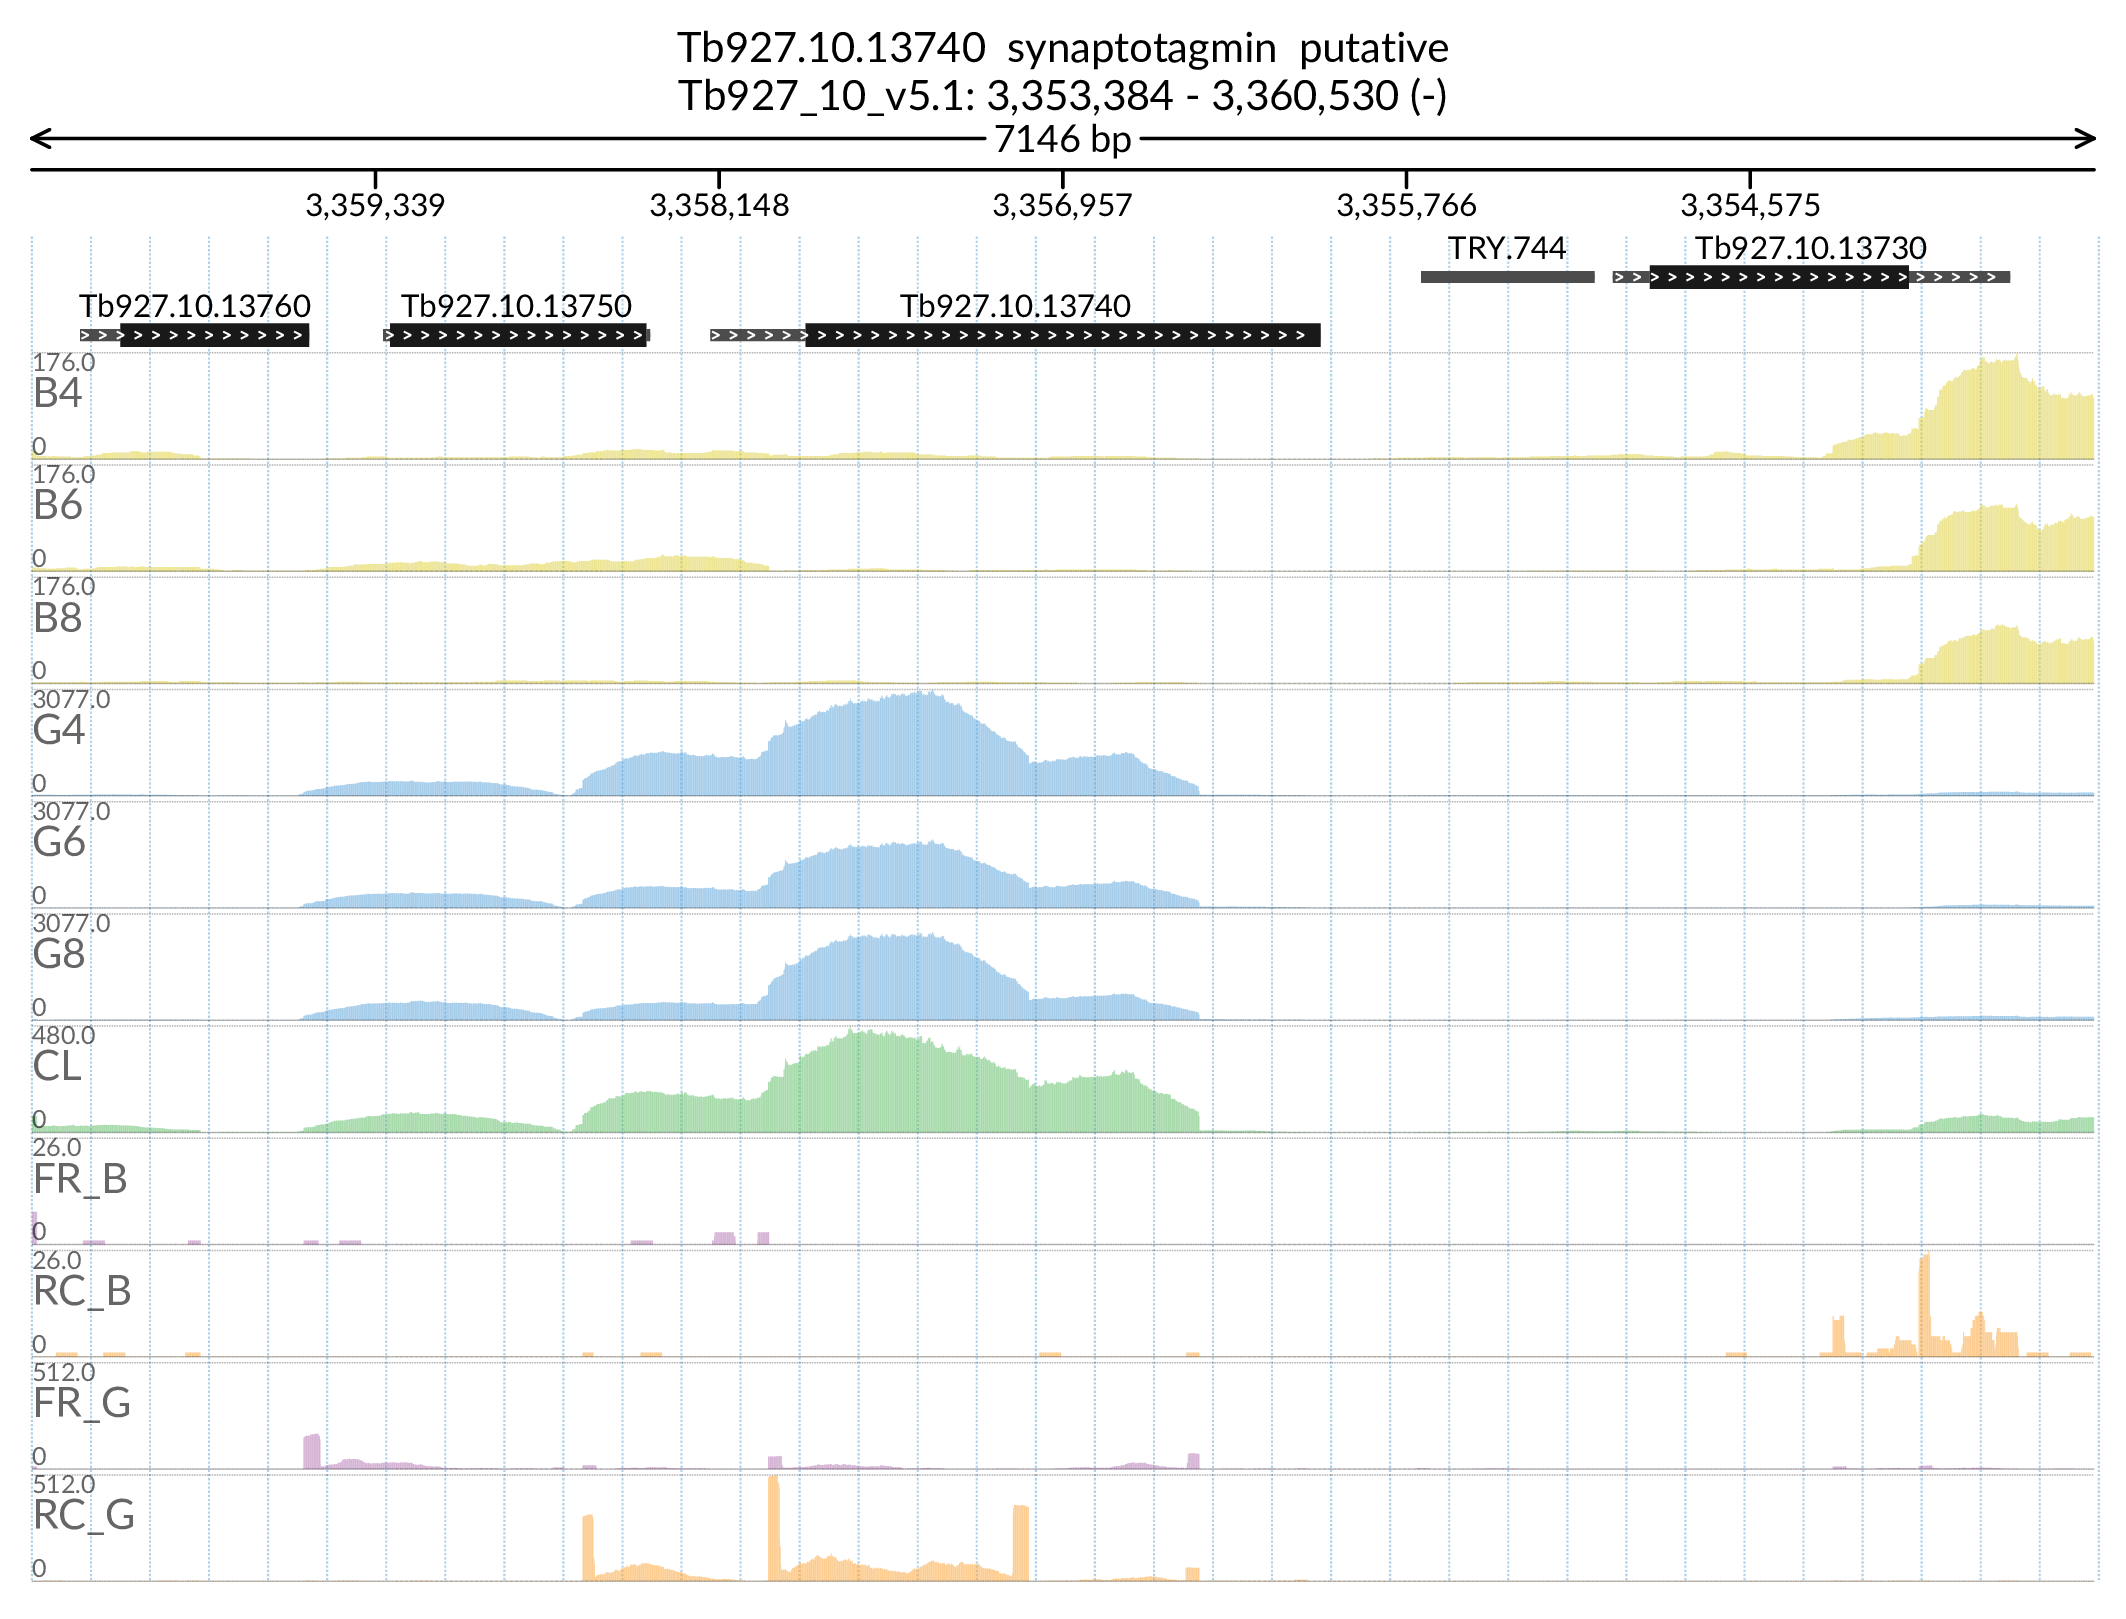 Tb927.10.13740 synaptotagmin putative
Tb927_10_v5.1: 3,353,384 - 3,360,530 (-)
7146 bp
3,359,339 3,358,148 3,356,957 3,355,766 3,354,575
TRY.744 Tb927.10.13730
Tb927.10.13760 Tb927.10.13750 Tb927.10.13740
176.0
B4
0
176.0
B6
0
176.0
B8
0
3077.0
G4
0
3077.0
G6
0
3077.0
G8
0
480.0
CL
0
26.0
FR_B
0
26.0
RC_B
0
512.0
FR_G
0
512.0
RC_G
0